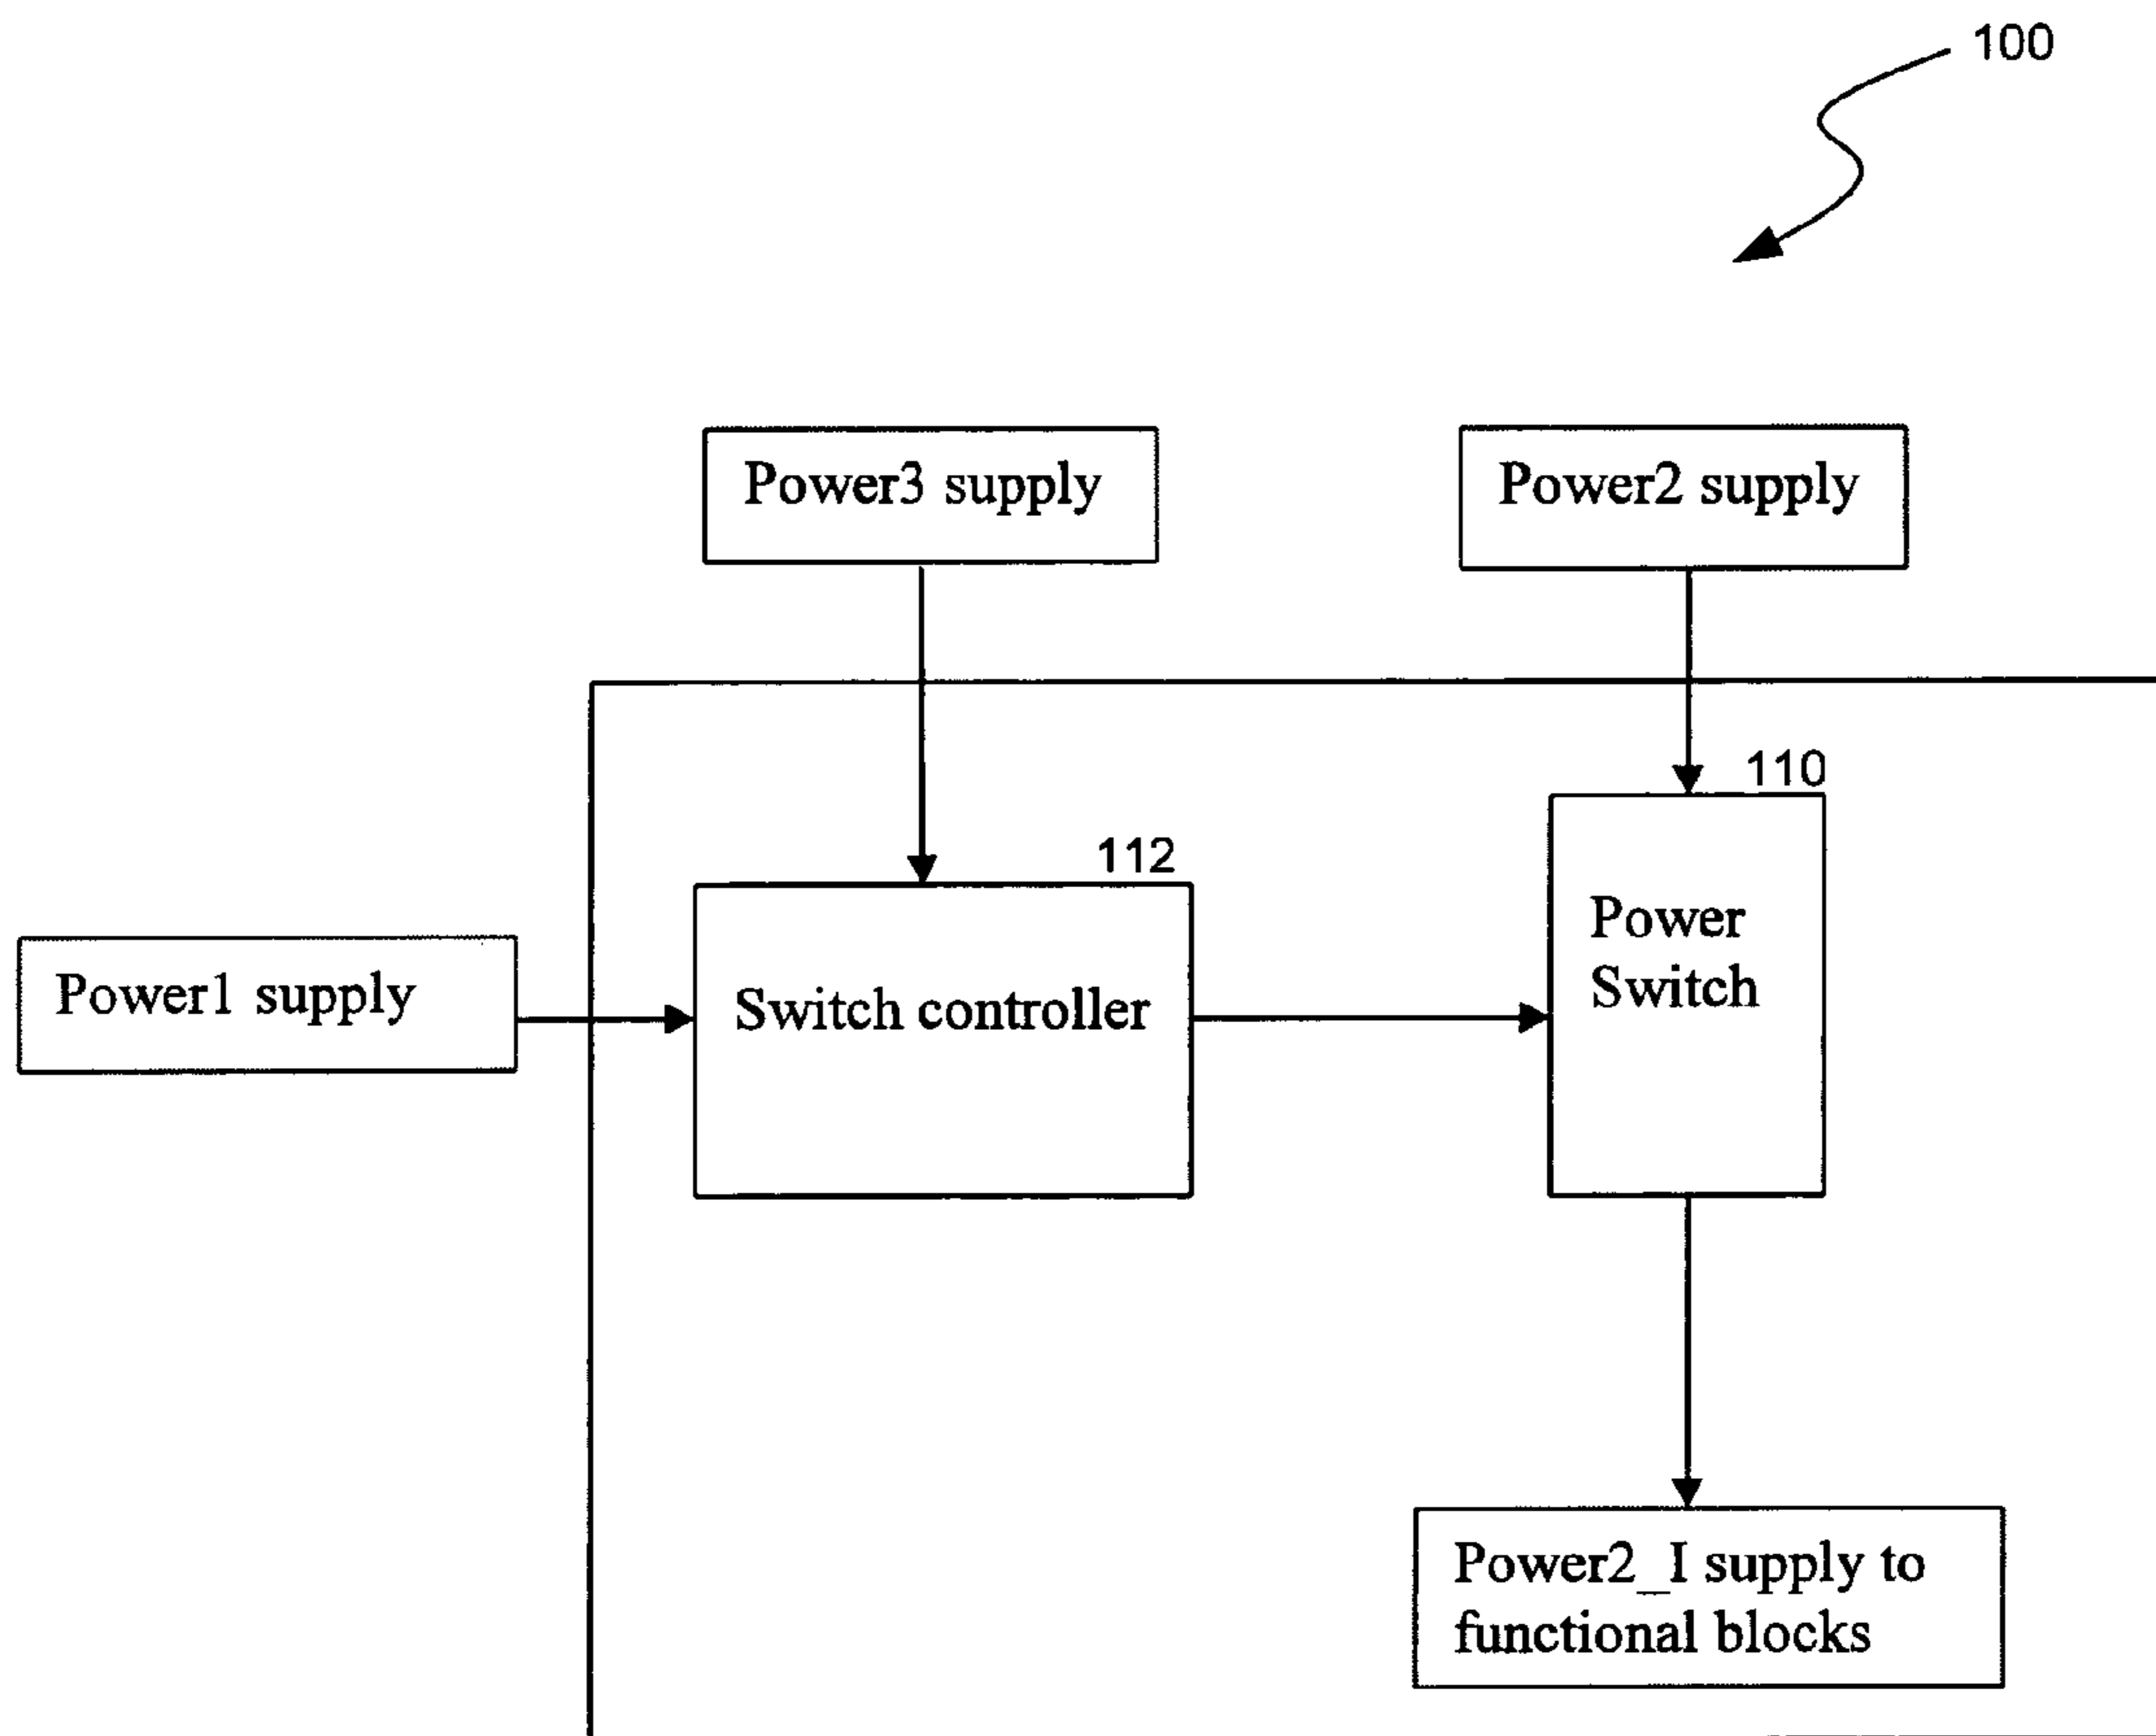 100
Power3 supply
Power2 supply
110
112
Power
Switch
Power1 supply
Switch controller
Power2_I supply to
functional blocks